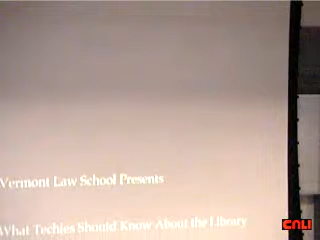 Vermont Law School Presents
What Techies Should Know About the Library
CALI